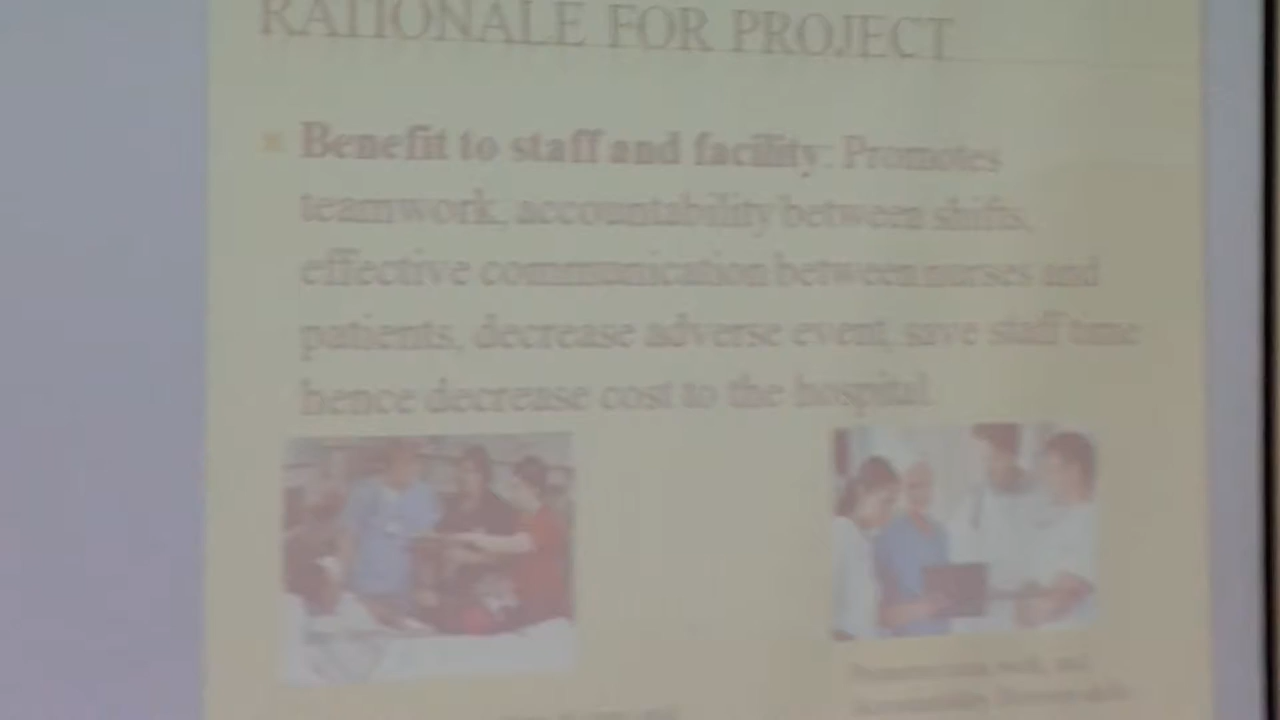 RATIONALE FOR PROJECT
Benefit to staff and facility: Promotes
teamwork, accountability between shifts,
effective communication between nurses and
patients, decrease adverse event, save staff time
hence decrease cost to the hospital.